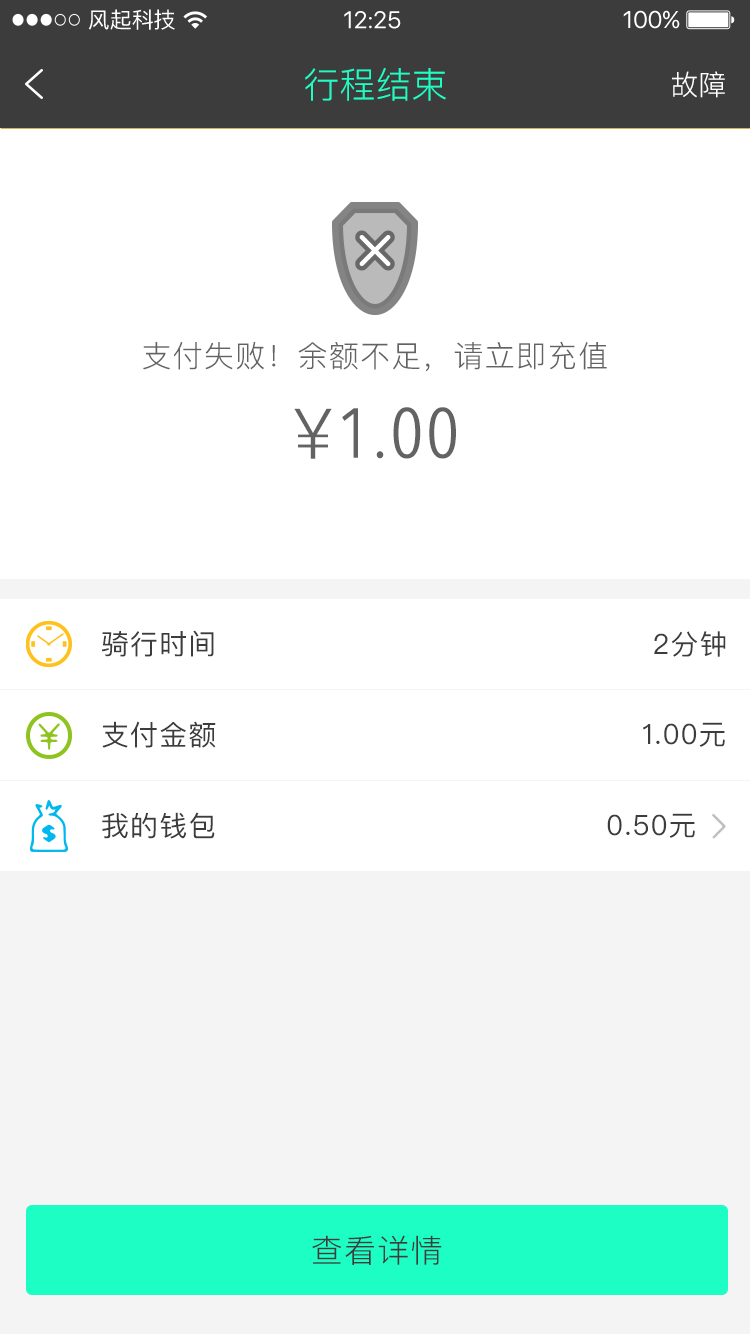 风起科技 12:25 100%
行程结束 故障
支付失败！余额不足，请立即充值
¥1.00
骑行时间 2分钟
支付金额 1.00元
我的钱包 0.50元
查看详情